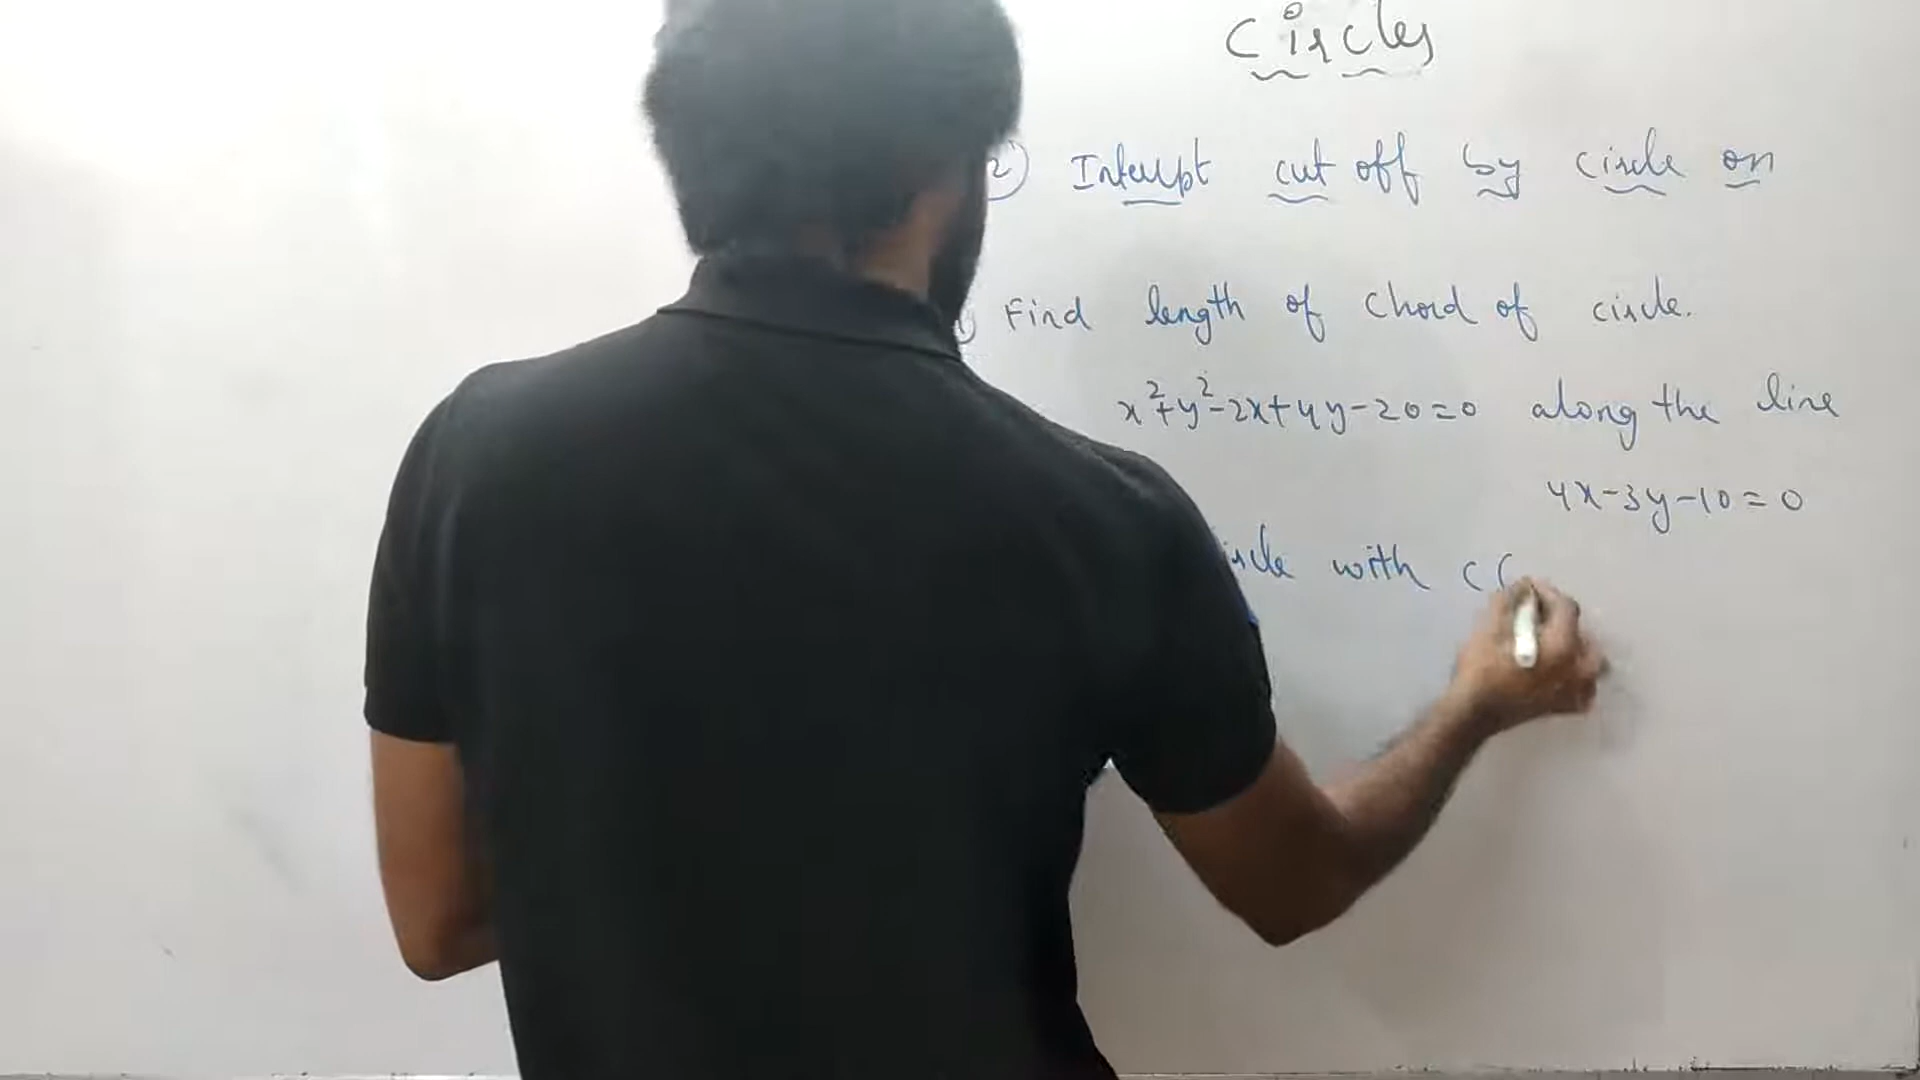 Circles
2) Intercept cut off by circle on
Find length of chord of circle.
x²+y²-2x+4y-20=0 along the line
4x-3y-10=0
with C(